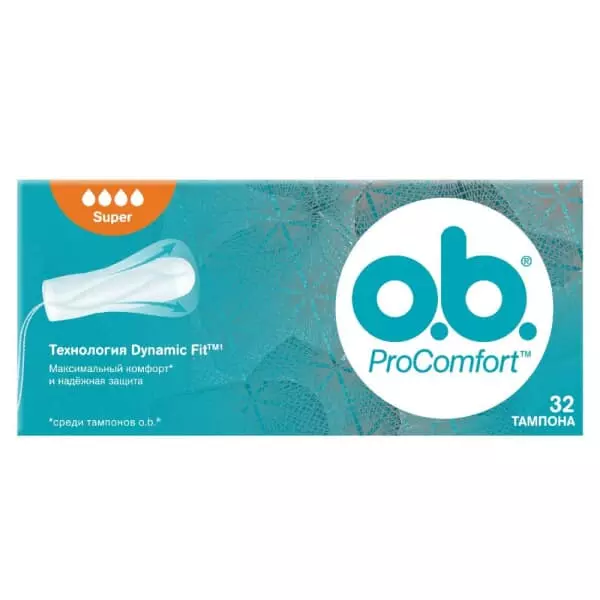 Super
Технология Dynamic Fit™¹
Максимальный комфорт*
и надёжная защита
*среди тампонов o.b.®
o.b.®
ProComfort™
32
ТАМПОНА